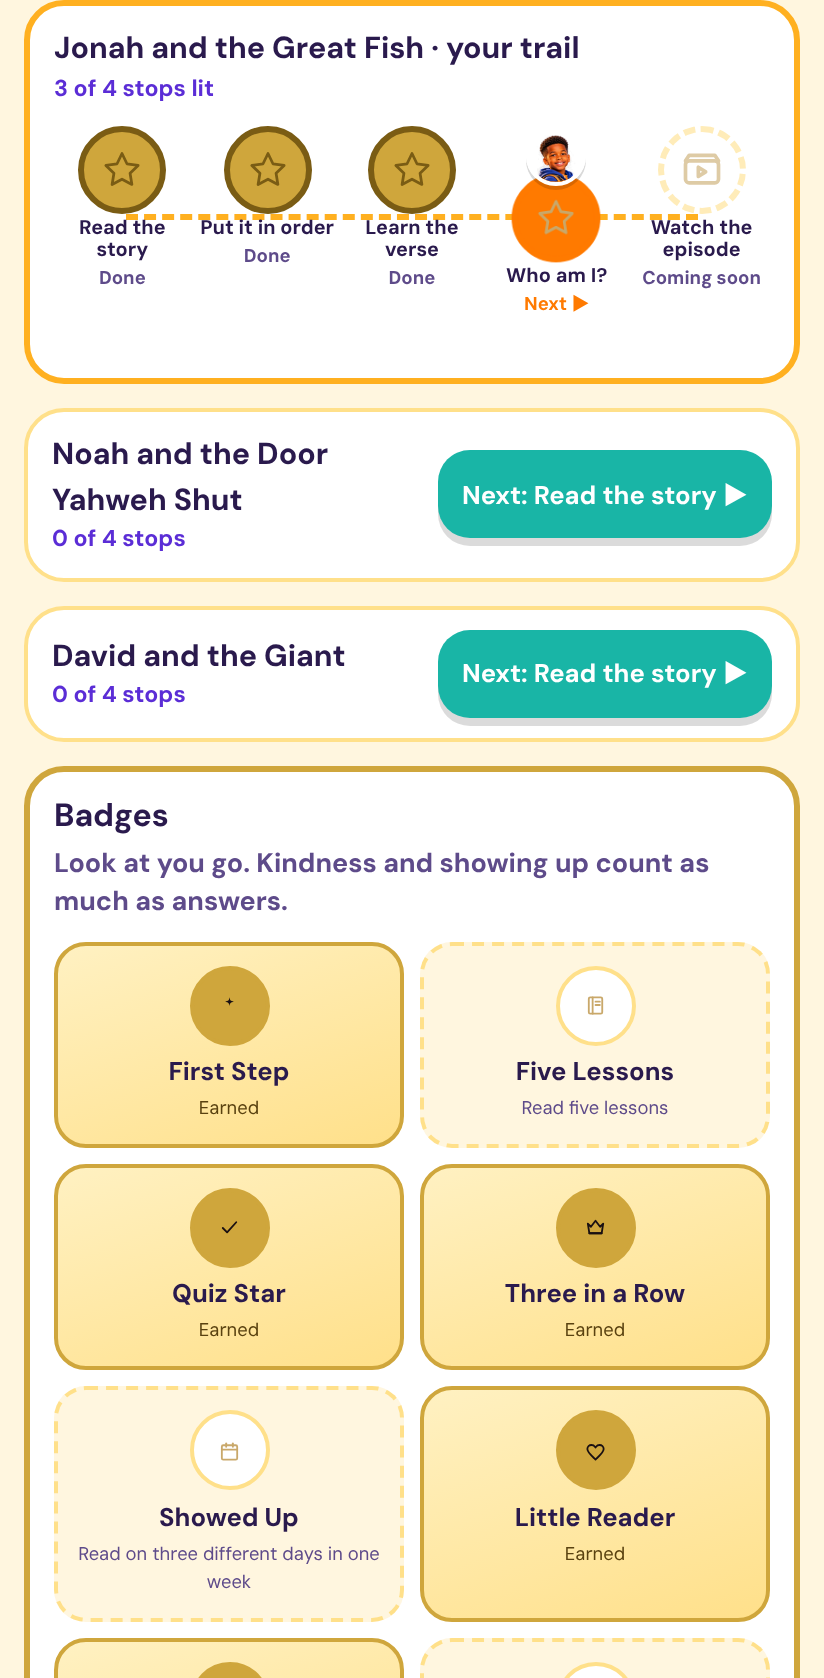 Jonah and the Great Fish · your trail
3 of 4 stops lit
Read the
story
Done
Put it in order
Done
Learn the
verse
Done
Who am I?
Next ▶
Watch the
episode
Coming soon
Noah and the Door
Yahweh Shut
0 of 4 stops
Next: Read the story ▶
David and the Giant
0 of 4 stops
Next: Read the story ▶
Badges
Look at you go. Kindness and showing up count as
much as answers.
First Step
Earned
Five Lessons
Read five lessons
Quiz Star
Earned
Three in a Row
Earned
Showed Up
Read on three different days in one
week
Little Reader
Earned